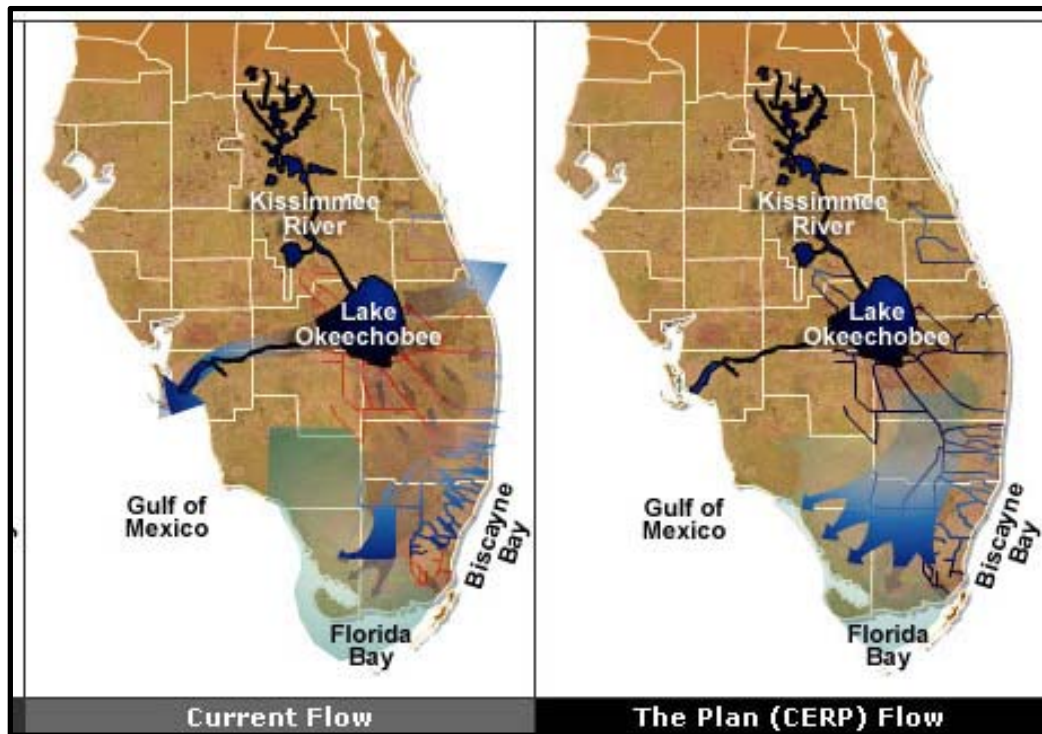 Kissimmee
River
Lake
Okeechobee
Gulf of
Mexico
Biscayne
Bay
Florida
Bay
Current Flow
Kissimmee
River
Lake
Okeechobee
Gulf of
Mexico
Biscayne
Bay
Florida
Bay
The Plan (CERP) Flow